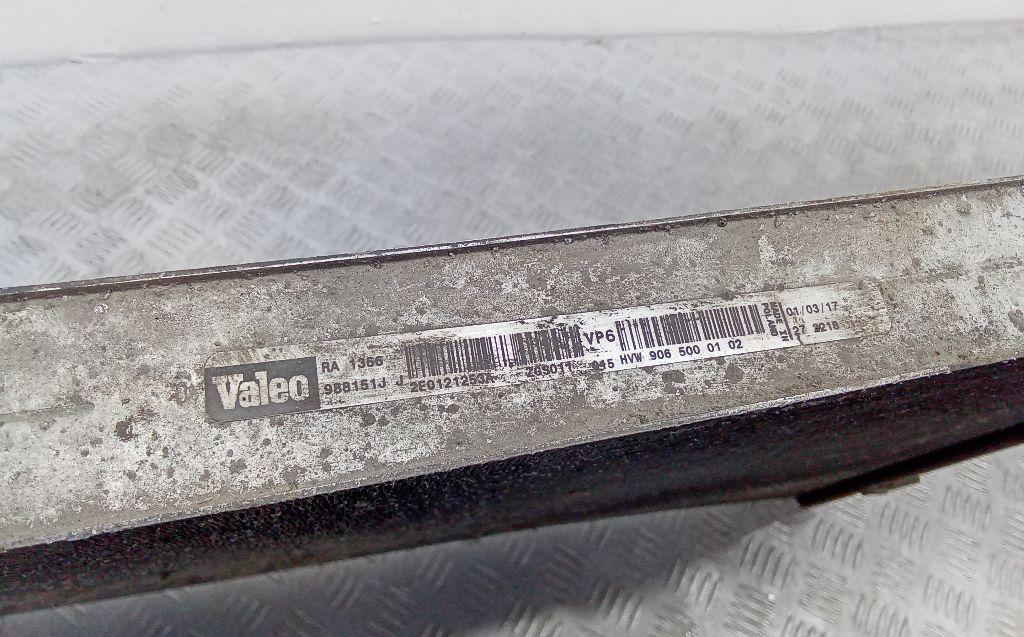 Valeo
RA 1366
VP6
01/03/17
988151J J 2E0121253A HVW 906 500 01 02